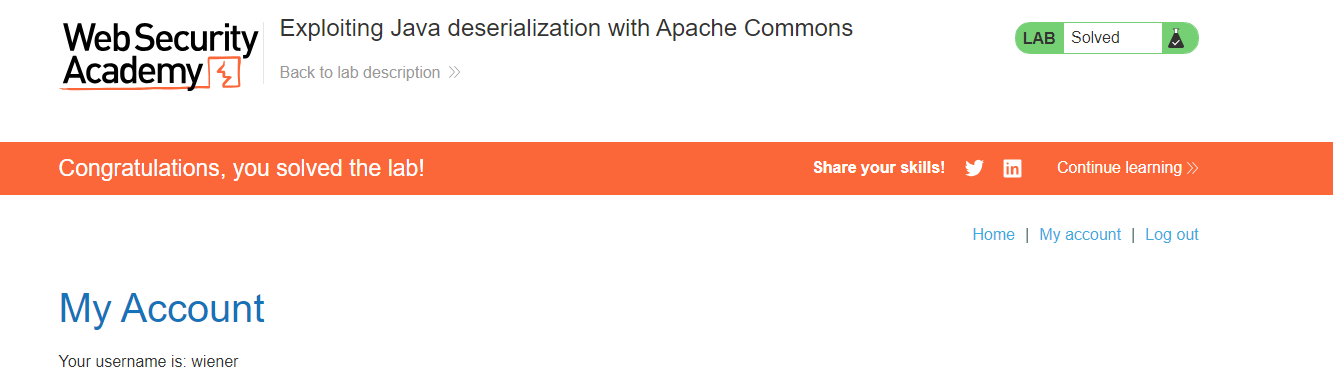 Web Security
Academy
Exploiting Java deserialization with Apache Commons
Back to lab description
LAB Solved
Congratulations, you solved the lab!
Share your skills!
Continue learning
Home | My account | Log out
My Account
Your username is: wiener